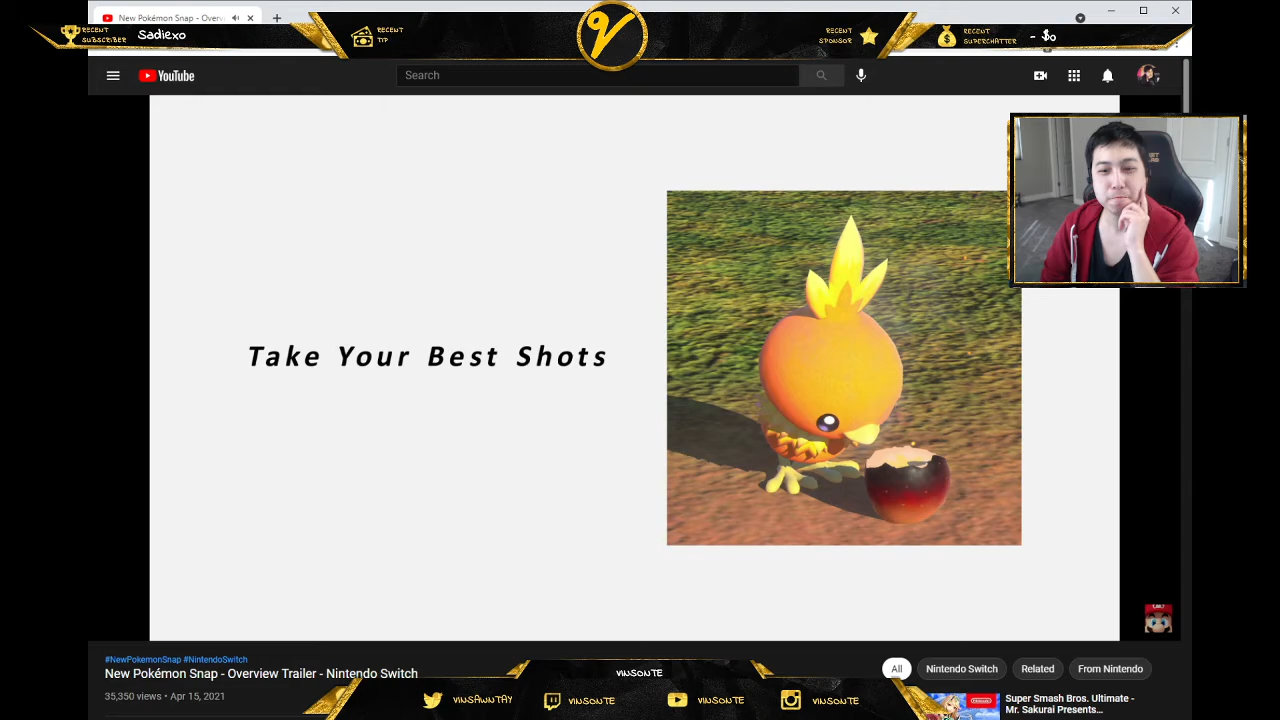 New Pokémon Snap - Overv
RECENT
SUBSCRIBER
Sadiexo
RECENT
TIP
RECENT
SPONSOR
RECENT
SUPERCHATTER
- $0
YouTube
Search
Take Your Best Shots
#NewPokemonSnap #NintendoSwitch
New Pokémon Snap - Overview Trailer - Nintendo Switch
35,350 views • Apr 15, 2021
All
Nintendo Switch
Related
From Nintendo
VINSONTE
VINSAWNTAY
VINSONTE
VINSONTE
VINSONTE
Super Smash Bros. Ultimate -
Mr. Sakurai Presents...